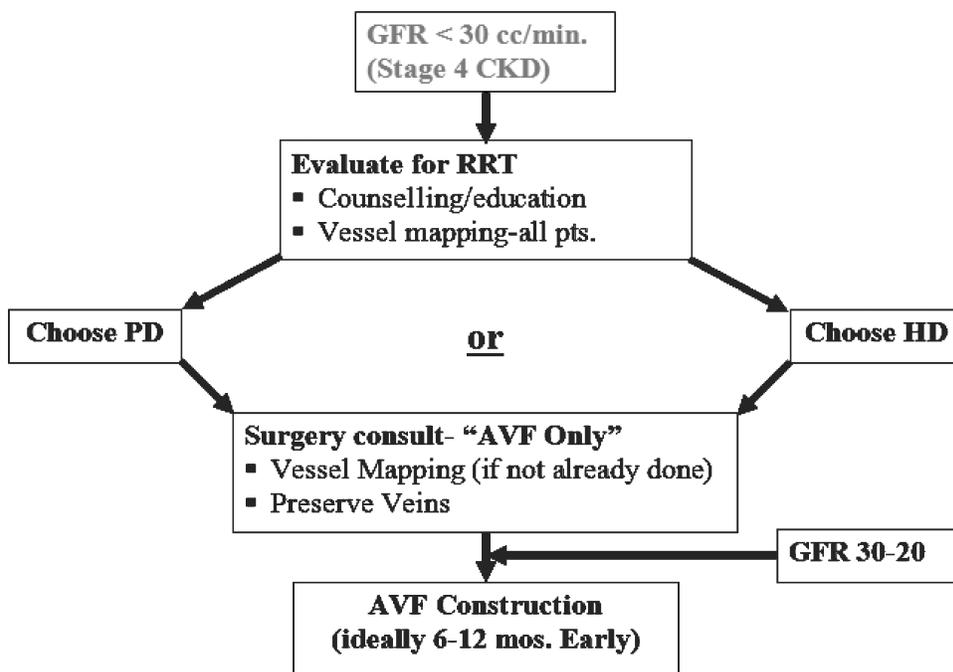 GFR < 30 cc/min.
(Stage 4 CKD)
Evaluate for RRT
▪ Counselling/education
▪ Vessel mapping-all pts.
Choose PD
or
Choose HD
Surgery consult- “AVF Only”
▪ Vessel Mapping (if not already done)
▪ Preserve Veins
GFR 30-20
AVF Construction
(ideally 6-12 mos. Early)